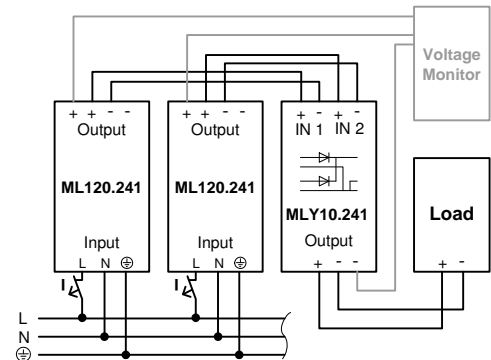 Voltage
Monitor
+ + - -
Output
ML120.241
Input
L N ⏚
I
+ + - -
Output
ML120.241
Input
L N ⏚
I
+ - + -
IN 1 IN 2
MLY10.241
Output
+ - -
Load
+ -
L
N
⏚